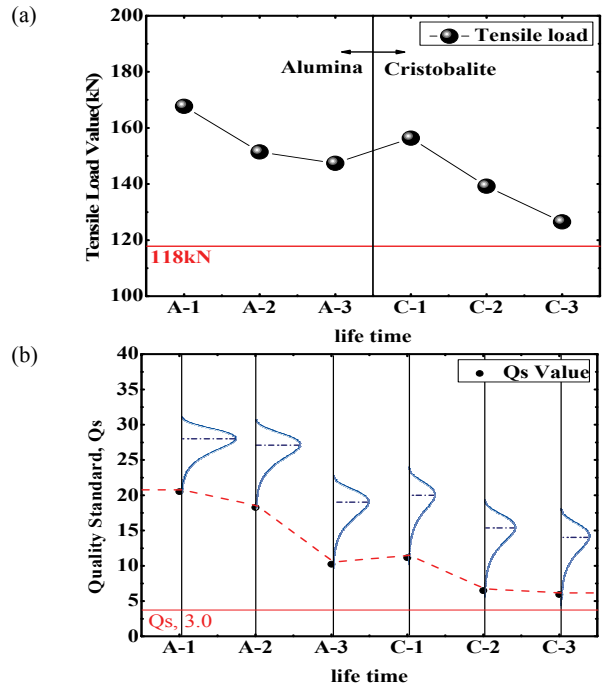 (a)
200
180
160
140
120
100
Tensile Load Value(kN)
Tensile load
Alumina
Cristobalite
118kN
A-1 A-2 A-3 C-1 C-2 C-3
life time
(b)
40
35
30
25
20
15
10
5
0
Quality Standard, Qs
Qs Value
Qs, 3.0
A-1 A-2 A-3 C-1 C-2 C-3
life time